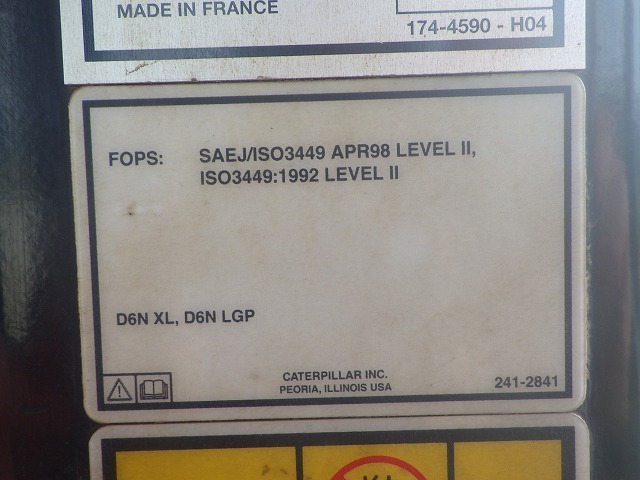 MADE IN FRANCE
174-4590 - H04
FOPS: SAEJ/ISO3449 APR98 LEVEL II,
ISO3449:1992 LEVEL II
D6N XL, D6N LGP
CATERPILLAR INC.
PEORIA, ILLINOIS USA
241-2841